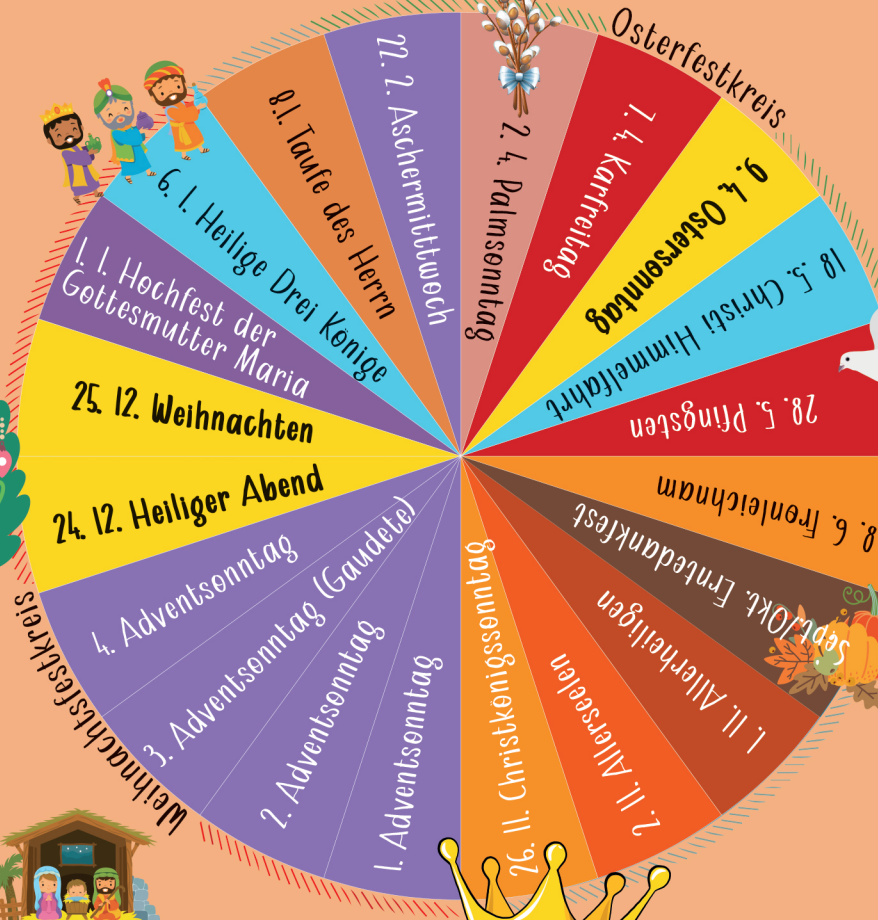 Osterfestkreis
2. 4. Palmsonntag
7. 4. Karfreitag
9. 4. Ostersonntag
18. 5. Christi Himmelfahrt
28. 5. Pfingsten
8. 6. Fronleichnam
Sept./Okt. Erntedankfest
1. 11. Allerheiligen
2. 11. Allerseelen
26. 11. Christkönigssonntag
Weihnachtsfestkreis
1. Adventsonntag
2. Adventsonntag
3. Adventsonntag (Gaudete)
4. Adventsonntag
24. 12. Heiliger Abend
25. 12. Weihnachten
1. 1. Hochfest der
Gottesmutter Maria
6. 1. Heilige Drei Könige
8.1. Taufe des Herrn
22. 2. Aschermitttwoch